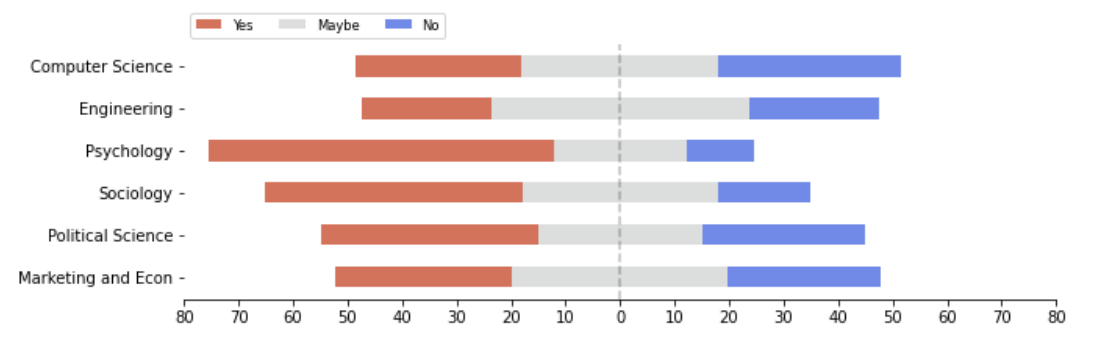 Yes Maybe No
Computer Science
Engineering
Psychology
Sociology
Political Science
Marketing and Econ
80 70 60 50 40 30 20 10 0 10 20 30 40 50 60 70 80